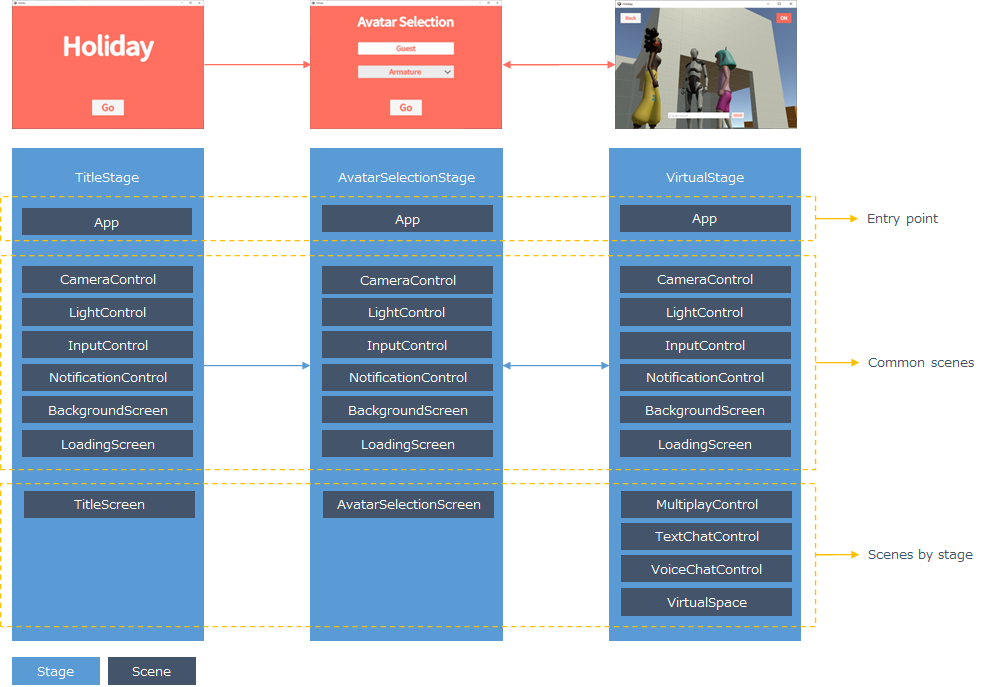 Holiday
Go
Avatar Selection
Guest
Armature
Go
Back
ON
TitleStage
AvatarSelectionStage
VirtualStage
App
App
App
Entry point
CameraControl
CameraControl
CameraControl
LightControl
LightControl
LightControl
InputControl
InputControl
InputControl
Common scenes
NotificationControl
NotificationControl
NotificationControl
BackgroundScreen
BackgroundScreen
BackgroundScreen
LoadingScreen
LoadingScreen
LoadingScreen
TitleScreen
AvatarSelectionScreen
MultiplayControl
TextChatControl
Scenes by stage
VoiceChatControl
VirtualSpace
Stage
Scene